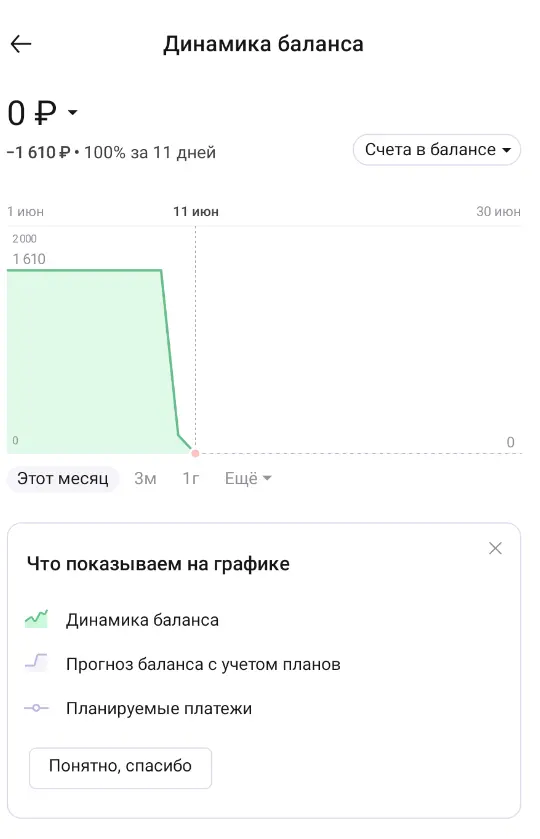 Динамика баланса
0 ₽
−1 610 ₽ • 100% за 11 дней
Счета в балансе
1 июн
11 июн
30 июн
2 000
1 610
0
0
Этот месяц
3м
1г
Ещё
Что показываем на графике
Динамика баланса
Прогноз баланса с учетом планов
Планируемые платежи
Понятно, спасибо